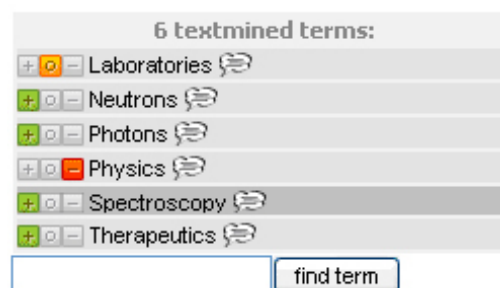 6 textmined terms:
+ o - Laboratories
+ o - Neutrons
+ o - Photons
+ o - Physics
+ o - Spectroscopy
+ o - Therapeutics
find term